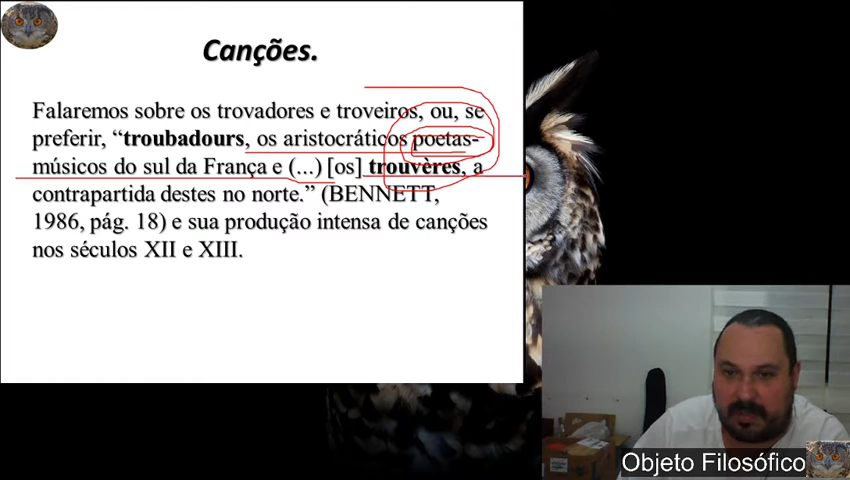 Canções.
Falaremos sobre os trovadores e troveiros, ou, se
preferir, “troubadours, os aristocráticos poetas-
músicos do sul da França e (...) [os] trouvères, a
contrapartida destes no norte.” (BENNETT,
1986, pág. 18) e sua produção intensa de canções
nos séculos XII e XIII.
Objeto Filosófico